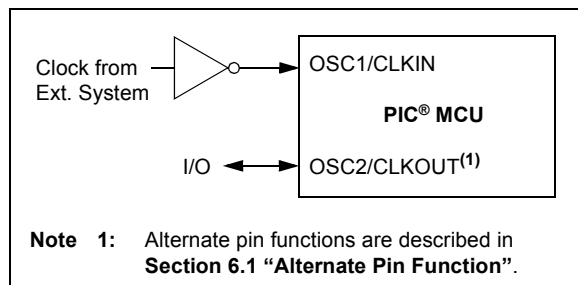 Clock from
Ext. System
OSC1/CLKIN
PIC® MCU
I/O
OSC2/CLKOUT(1)
Note 1: Alternate pin functions are described in
Section 6.1 “Alternate Pin Function”.